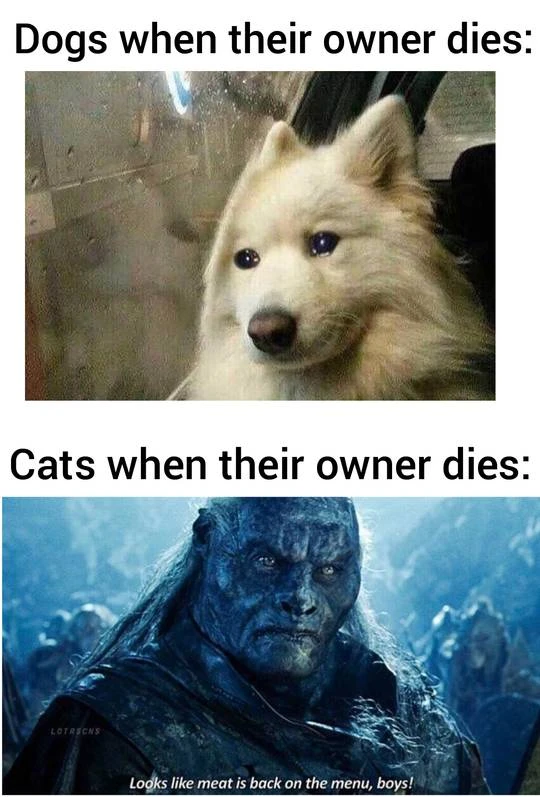 Dogs when their owner dies:
Cats when their owner dies:
LOTRSCNS
Looks like meat is back on the menu, boys!